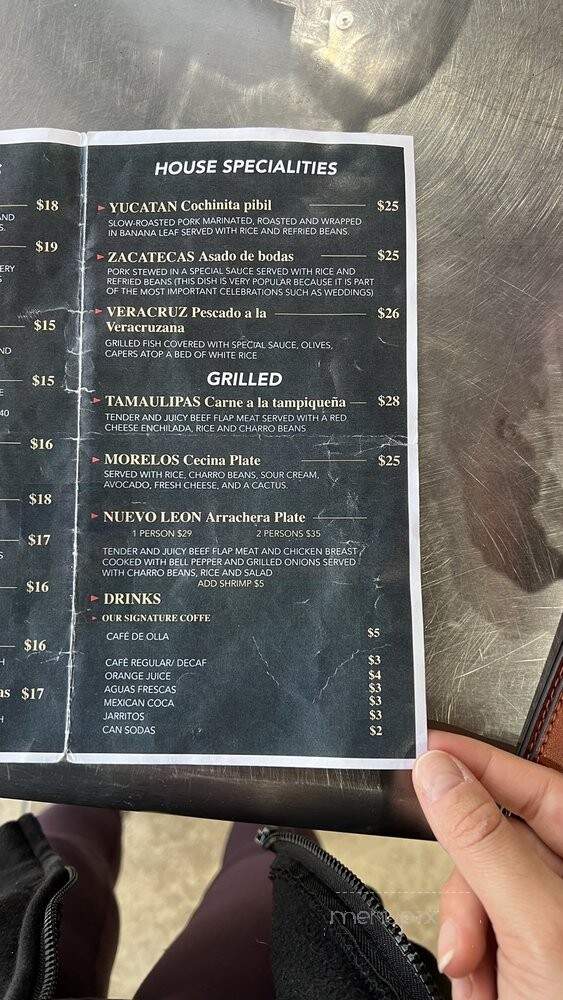 S
$18
AND
S.
$19
ERY
S
$15
ND
$15
E
40
$16
$18
$17
S
$16
$16
H
as $17
H
HOUSE SPECIALITIES
YUCATAN Cochinita pibil $25
SLOW-ROASTED PORK MARINATED, ROASTED AND WRAPPED
IN BANANA LEAF SERVED WITH RICE AND REFRIED BEANS.
ZACATECAS Asado de bodas $25
PORK STEWED IN A SPECIAL SAUCE SERVED WITH RICE AND
REFRIED BEANS (THIS DISH IS VERY POPULAR BECAUSE IT IS PART
OF THE MOST IMPORTANT CELEBRATIONS SUCH AS WEDDINGS)
VERACRUZ Pescado a la $26
Veracruzana
GRILLED FISH COVERED WITH SPECIAL SAUCE, OLIVES,
CAPERS ATOP A BED OF WHITE RICE
GRILLED
TAMAULIPAS Carne a la tampiqueña $28
TENDER AND JUICY BEEF FLAP MEAT SERVED WITH A RED
CHEESE ENCHILADA, RICE AND CHARRO BEANS
MORELOS Cecina Plate $25
SERVED WITH RICE, CHARRO BEANS, SOUR CREAM,
AVOCADO, FRESH CHEESE, AND A CACTUS.
NUEVO LEON Arrachera Plate
1 PERSON $29 2 PERSONS $35
TENDER AND JUICY BEEF FLAP MEAT AND CHICKEN BREAST
COOKED WITH BELL PEPPER AND GRILLED ONIONS SERVED
WITH CHARRO BEANS, RICE AND SALAD
ADD SHRIMP $5
DRINKS
OUR SIGNATURE COFFE
CAFÉ DE OLLA $5
CAFÉ REGULAR/ DECAF $3
ORANGE JUICE $4
AGUAS FRESCAS $3
MEXICAN COCA $3
JARRITOS $3
CAN SODAS $2